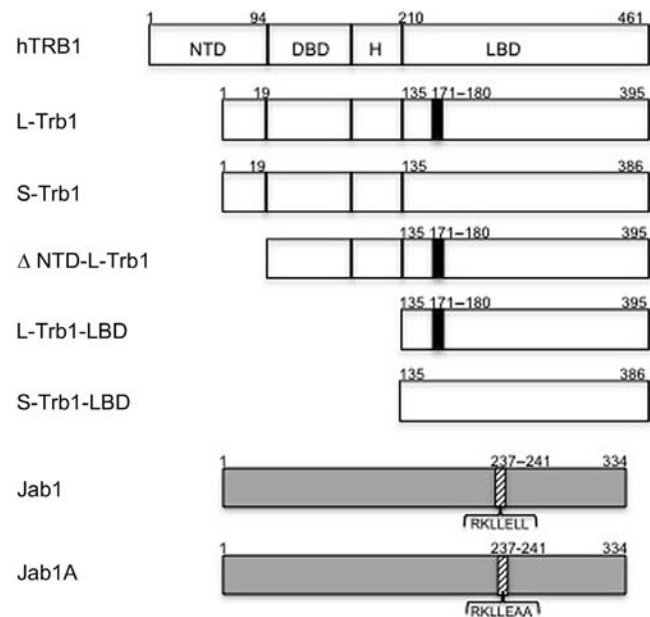 1 94 210 461
hTRB1 NTD DBD H LBD
1 19 135 171–180 395
L-Trb1
1 19 135 386
S-Trb1
135 171–180 395
Δ NTD-L-Trb1
135 171–180 395
L-Trb1-LBD
135 386
S-Trb1-LBD
1 237–241 334
Jab1
RKLLELL
1 237-241 334
Jab1A
RKLLEAA